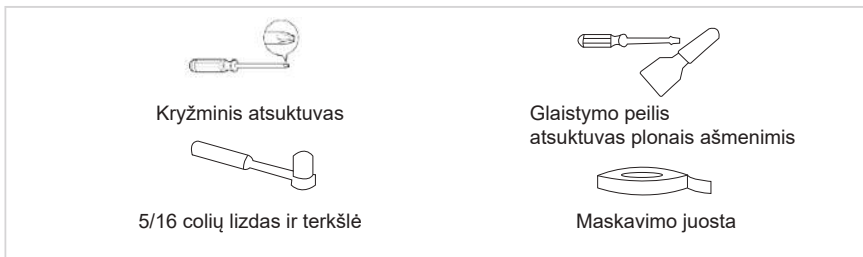 Kryžminis atsuktuvas
Glaistymo peilis
atsuktuvas plonais ašmenimis
5/16 colių lizdas ir terkšlė
Maskavimo juosta